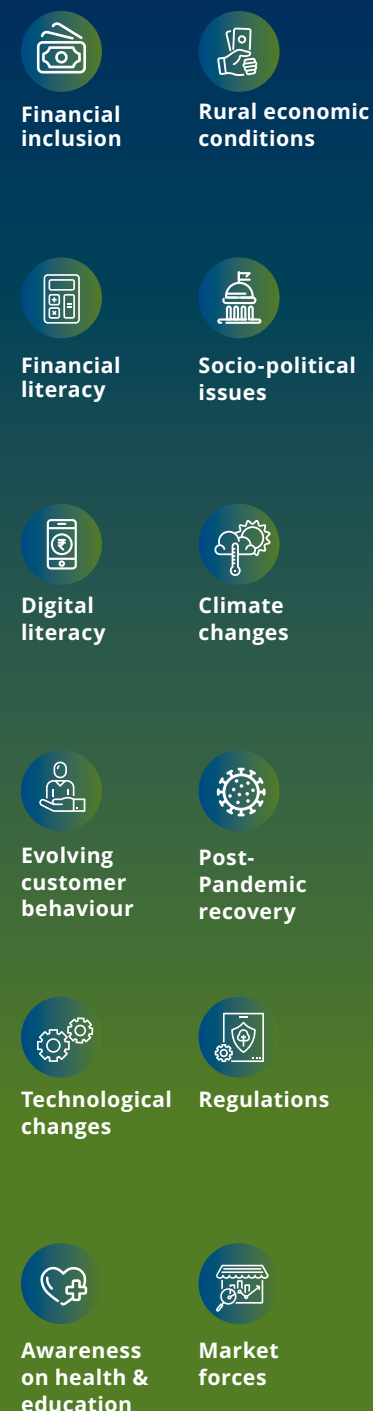 Financial
inclusion
Rural economic
conditions
Financial
literacy
Socio-political
issues
Digital
literacy
Climate
changes
Evolving
customer
behaviour
Post-
Pandemic
recovery
Technological
changes
Regulations
Awareness
on health &
education
Market
forces